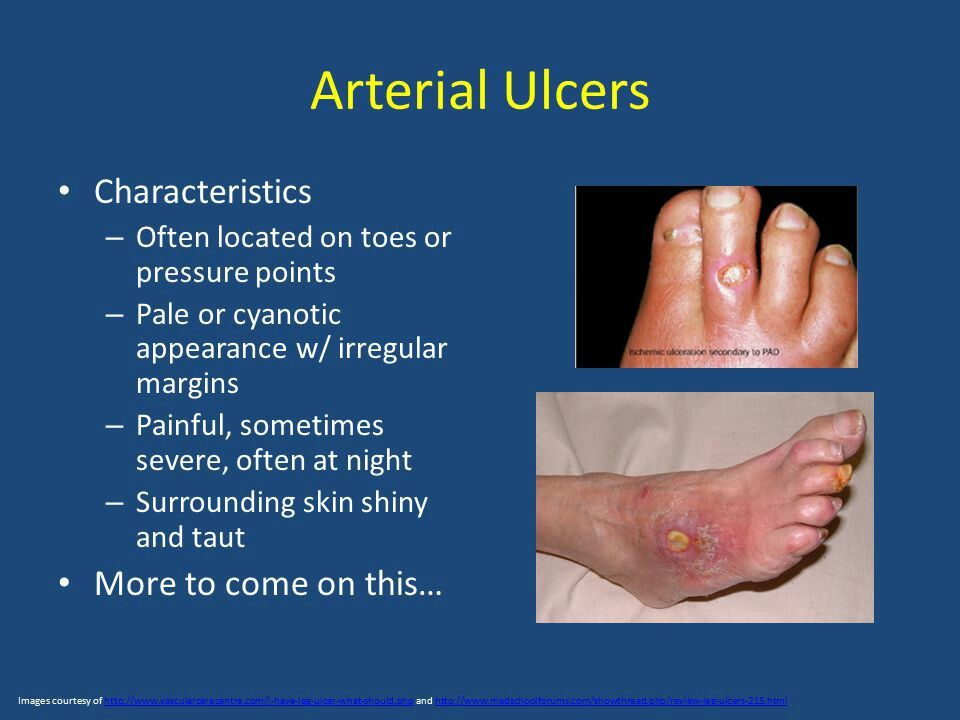 Arterial Ulcers
• Characteristics
– Often located on toes or
pressure points
– Pale or cyanotic
appearance w/ irregular
margins
– Painful, sometimes
severe, often at night
– Surrounding skin shiny
and taut
• More to come on this…
Ischemic ulceration secondary to PAD
Images courtesy of http://www.vascularcarecentre.com/i-have-leg-ulcer-what-should.php and http://www.medschoolforums.com/showthread.php/review-leg-ulcers-215.html